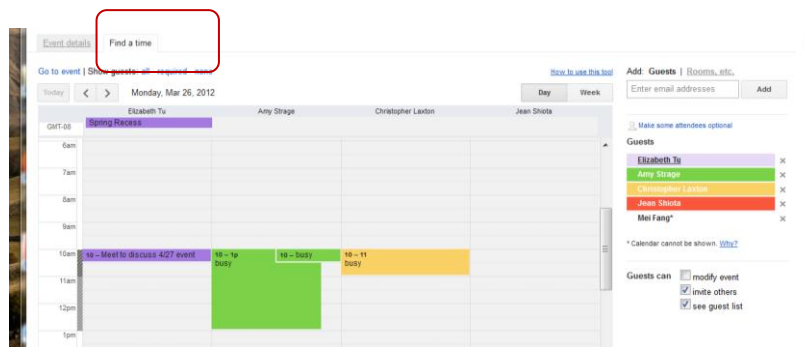 Event details   Find a time
Go to event | Show guests: all required none   How to use this tool
Today   <   >   Monday, Mar 26, 2012   Day   Week
Elizabeth Tu   Amy Strage   Christopher Laxton   Jean Shiota
GMT-08   Spring Recess
6am
7am
8am
9am
10am   10 – Meet to discuss 4/27 event   10 – 1p   10 – busy   10 – 11
busy   busy
11am
12pm
1pm
Add: Guests | Rooms, etc.
Enter email addresses   Add
Make some attendees optional
Guests
Elizabeth Tu ×
Amy Strage ×
Christopher Laxton ×
Jean Shiota ×
Mei Fang* ×
* Calendar cannot be shown. Why?
Guests can   modify event
invite others
see guest list